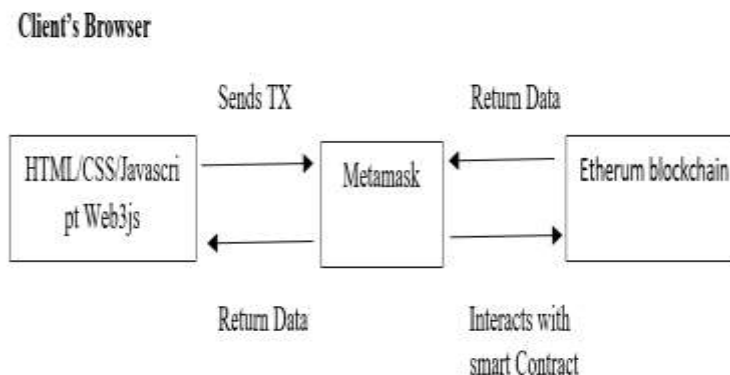 Client's Browser
Sends TX
Return Data
HTML/CSS/Javascri
pt Web3js
Metamask
Etherum blockchain
Return Data
Interacts with
smart Contract